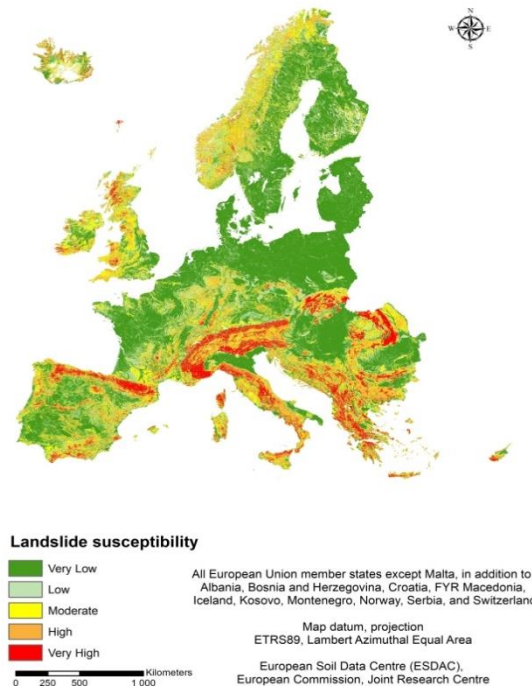 N
W E
S
Landslide susceptibility
Very Low
Low
Moderate
High
Very High
Kilometers
0 250 500 1 000
All European Union member states except Malta, in addition to
Albania, Bosnia and Herzegovina, Croatia, FYR Macedonia,
Iceland, Kosovo, Montenegro, Norway, Serbia, and Switzerland
Map datum, projection
ETRS89, Lambert Azimuthal Equal Area
European Soil Data Centre (ESDAC),
European Commission, Joint Research Centre